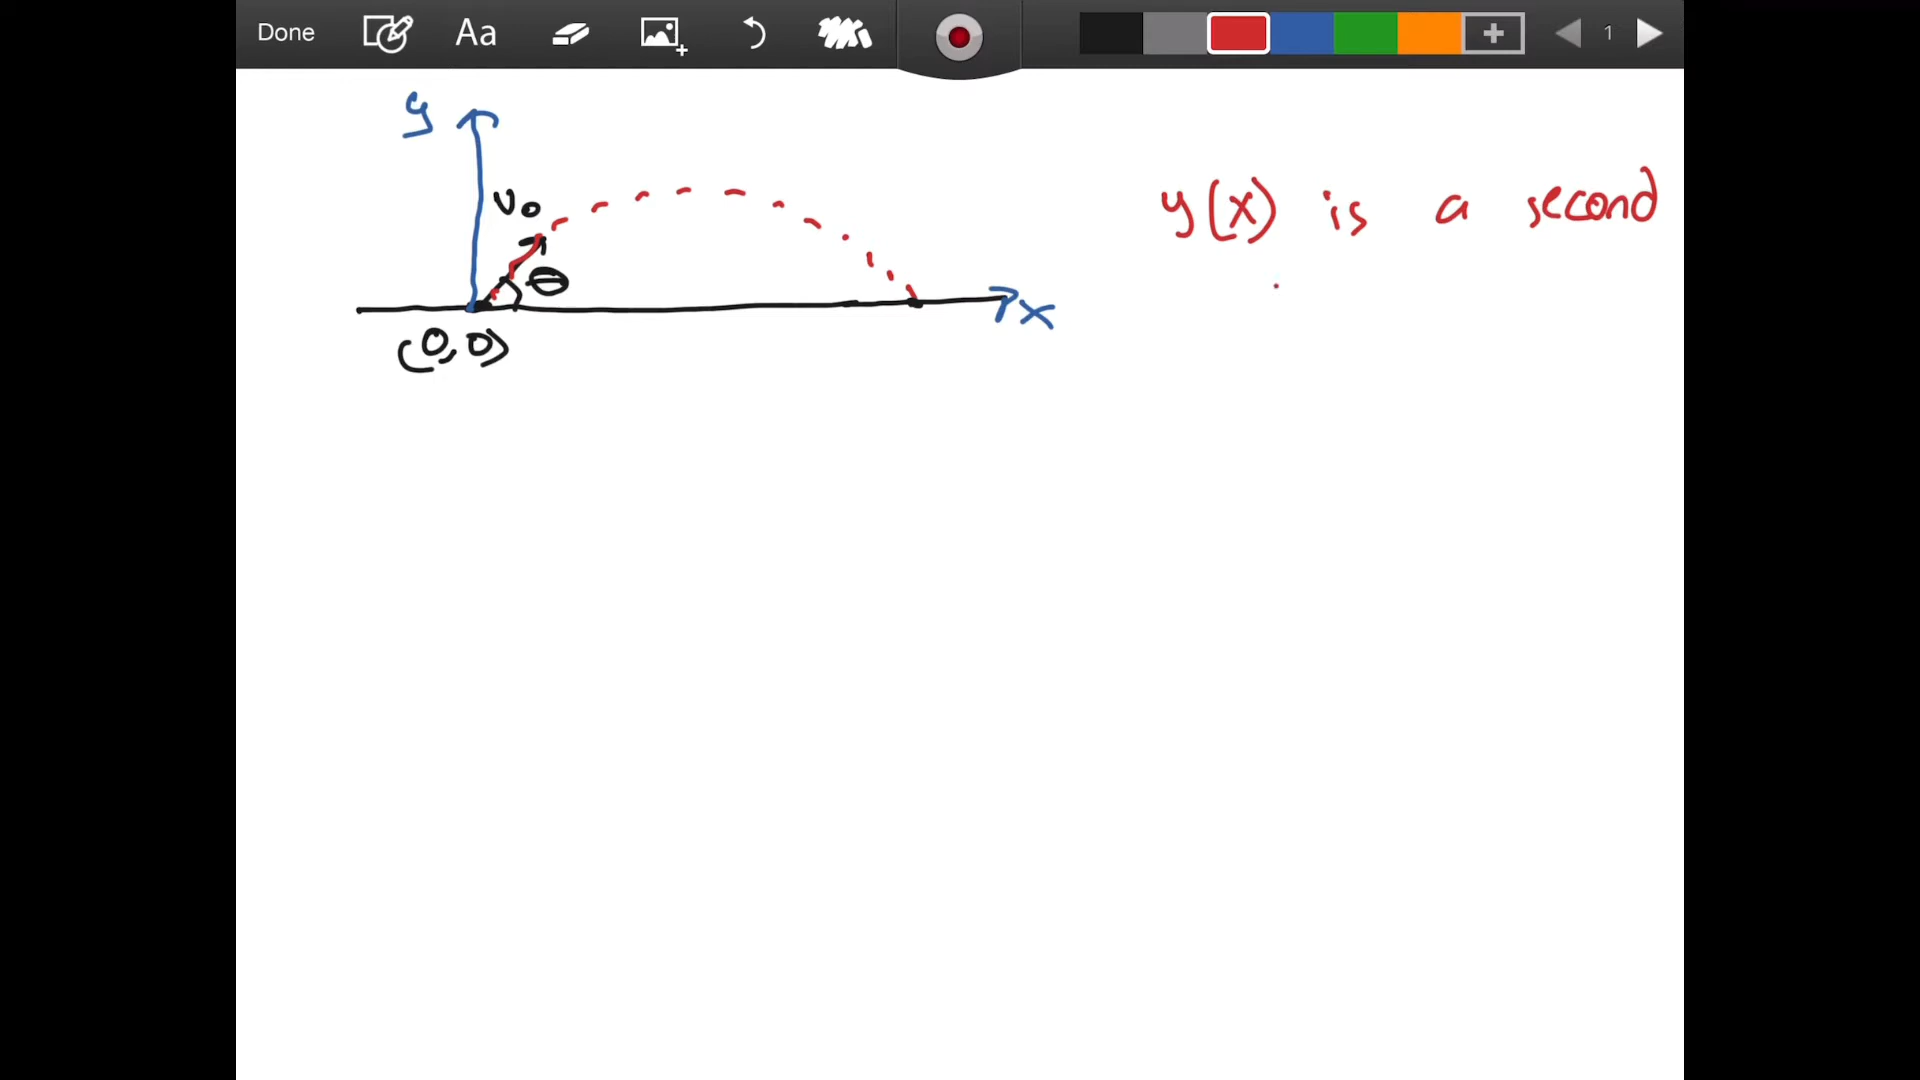 Done Aa 1
y
v₀
y(x) is a second
θ
x
(0,0)